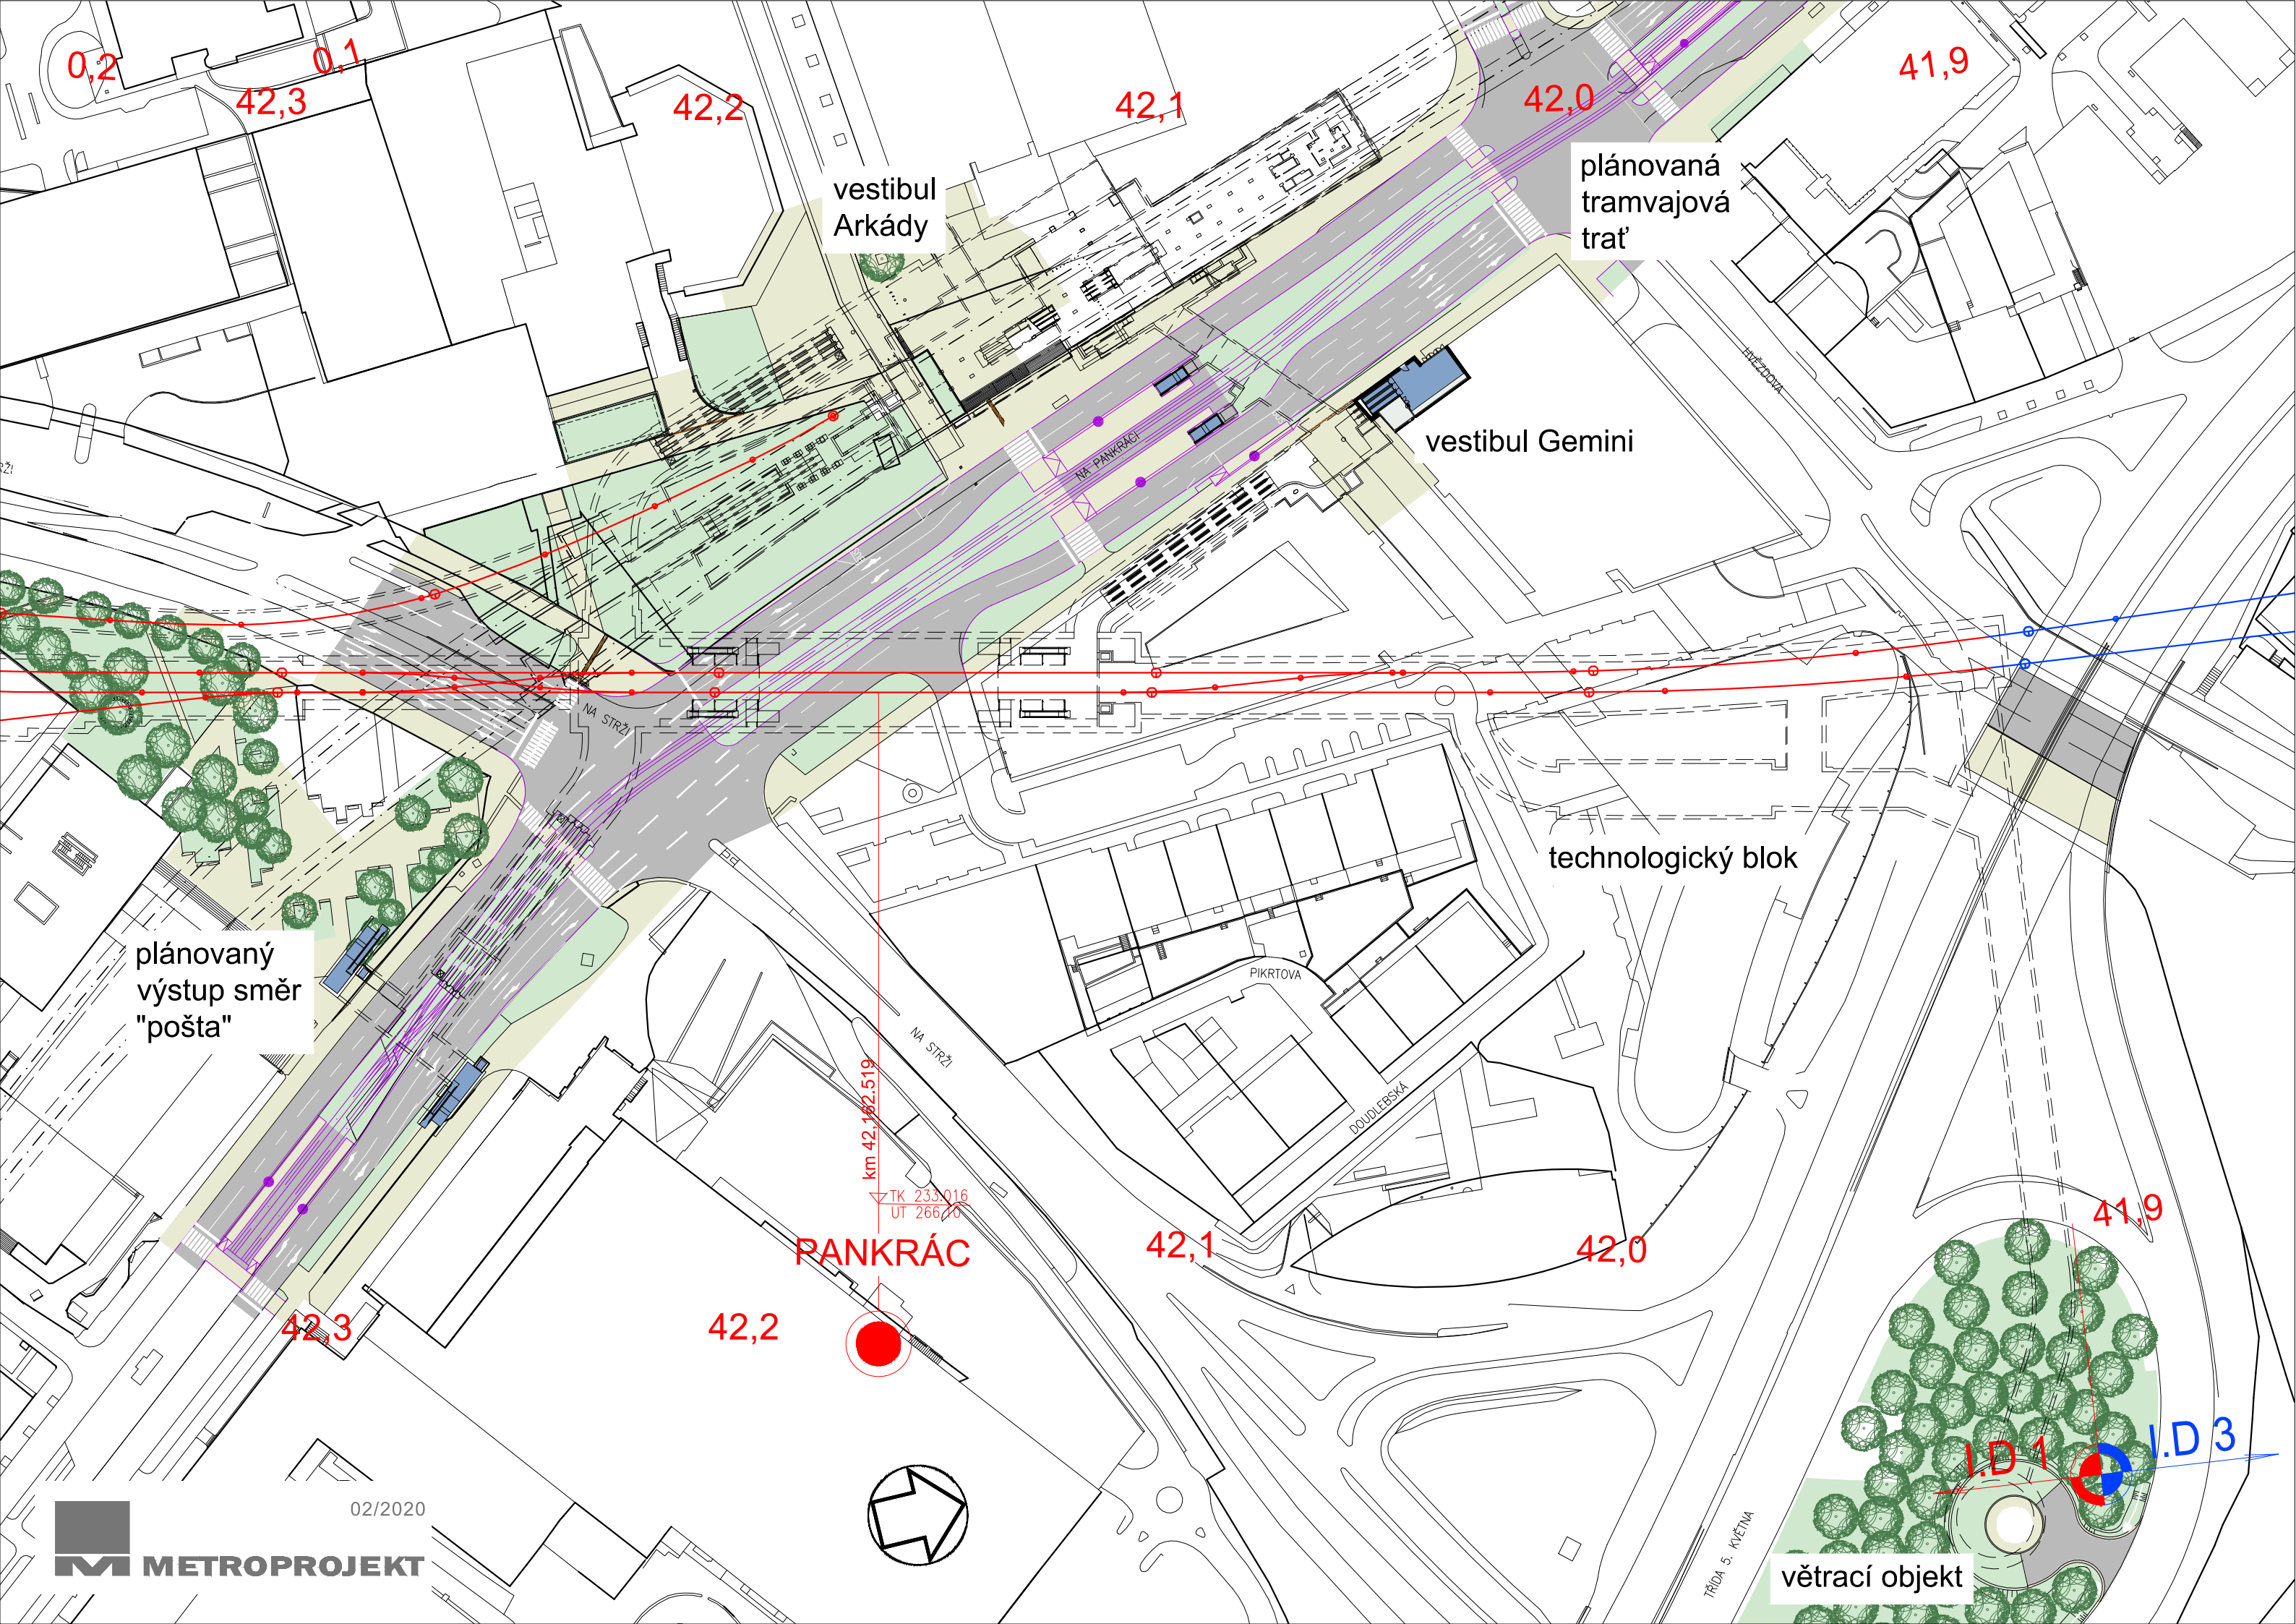 0,2
0,1
42,3
42,2
42,1
42,0
41,9
vestibul
Arkády
plánovaná
tramvajová
trať
HVĚZDOVA
NA PANKRÁCI
vestibul Gemini
NA STRŽI
technologický blok
plánovaný
výstup směr
"pošta"
PIKRTOVA
NA STRŽI
DOUDLEBSKÁ
km 42,162.519
TK 233.016
UT 266.10
PANKRÁC
42,3
42,2
42,1
42,0
41,9
I.D 1
I.D 3
TŘÍDA 5. KVĚTNA
větrací objekt
02/2020
METROPROJEKT